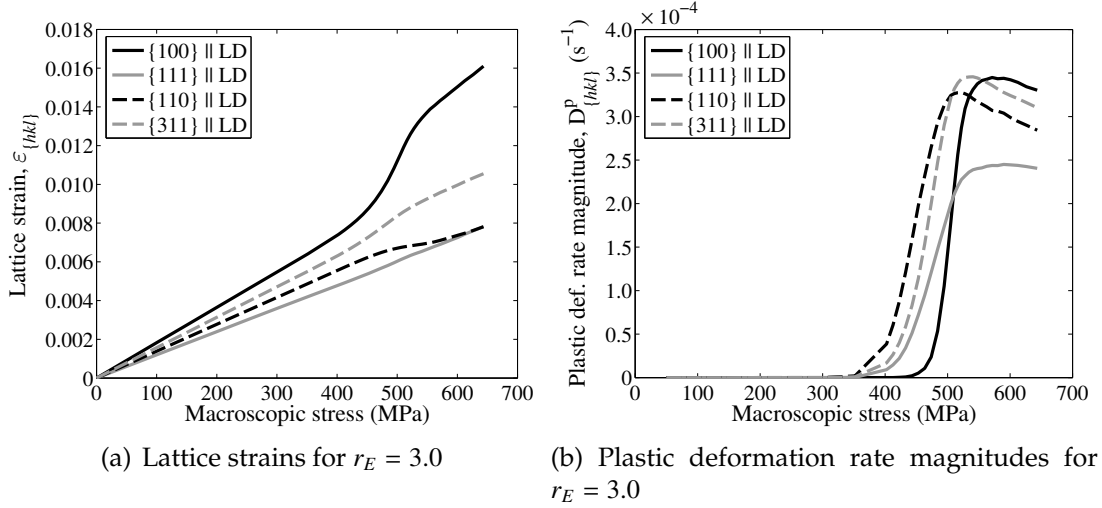 0.018
0.016
0.014
0.012
0.010
0.008
0.006
0.004
0.002
0
Lattice strain, ε{hkl}
{100} || LD
{111} || LD
{110} || LD
{311} || LD
0 100 200 300 400 500 600 700
Macroscopic stress (MPa)
(a) Lattice strains for r_E = 3.0
× 10⁻⁴
4.0
3.5
3.0
2.5
2.0
1.5
1.0
0.5
0
Plastic def. rate magnitude, Dᵖ{hkl} (s⁻¹)
{100} || LD
{111} || LD
{110} || LD
{311} || LD
0 100 200 300 400 500 600 700
Macroscopic stress (MPa)
(b) Plastic deformation rate magnitudes for
r_E = 3.0